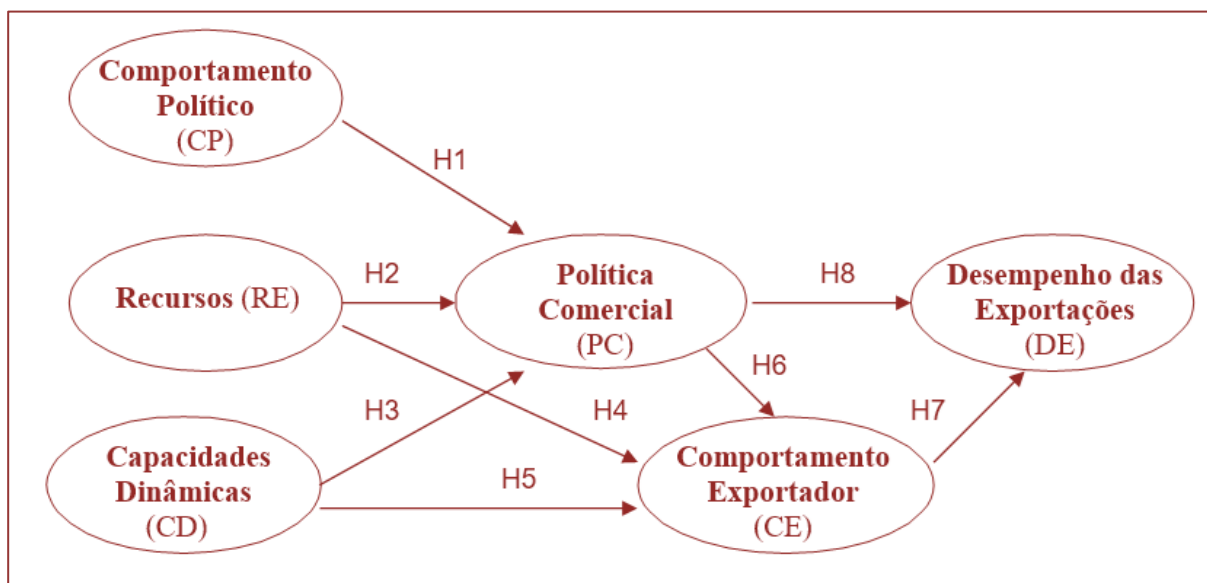 Comportamento
Político
(CP)
H1
Recursos (RE)
H2
Política
Comercial
(PC)
H8
Desempenho das
Exportações
(DE)
H3
H4
H6
H7
Capacidades
Dinâmicas
(CD)
H5
Comportamento
Exportador
(CE)